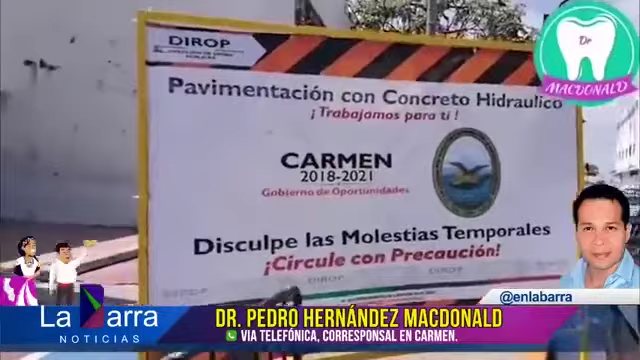 DIROP
Dr
MACDONALD
Pavimentación con Concreto Hidraulico
¡Trabajamos para ti!
CARMEN
2018-2021
Gobierno de Oportunidades
Disculpe las Molestias Temporales
¡Círcule con Precaución!
@enlabarra
La Barra
NOTICIAS
DR. PEDRO HERNÁNDEZ MACDONALD
VIA TELEFÓNICA, CORRESPONSAL EN CARMEN.